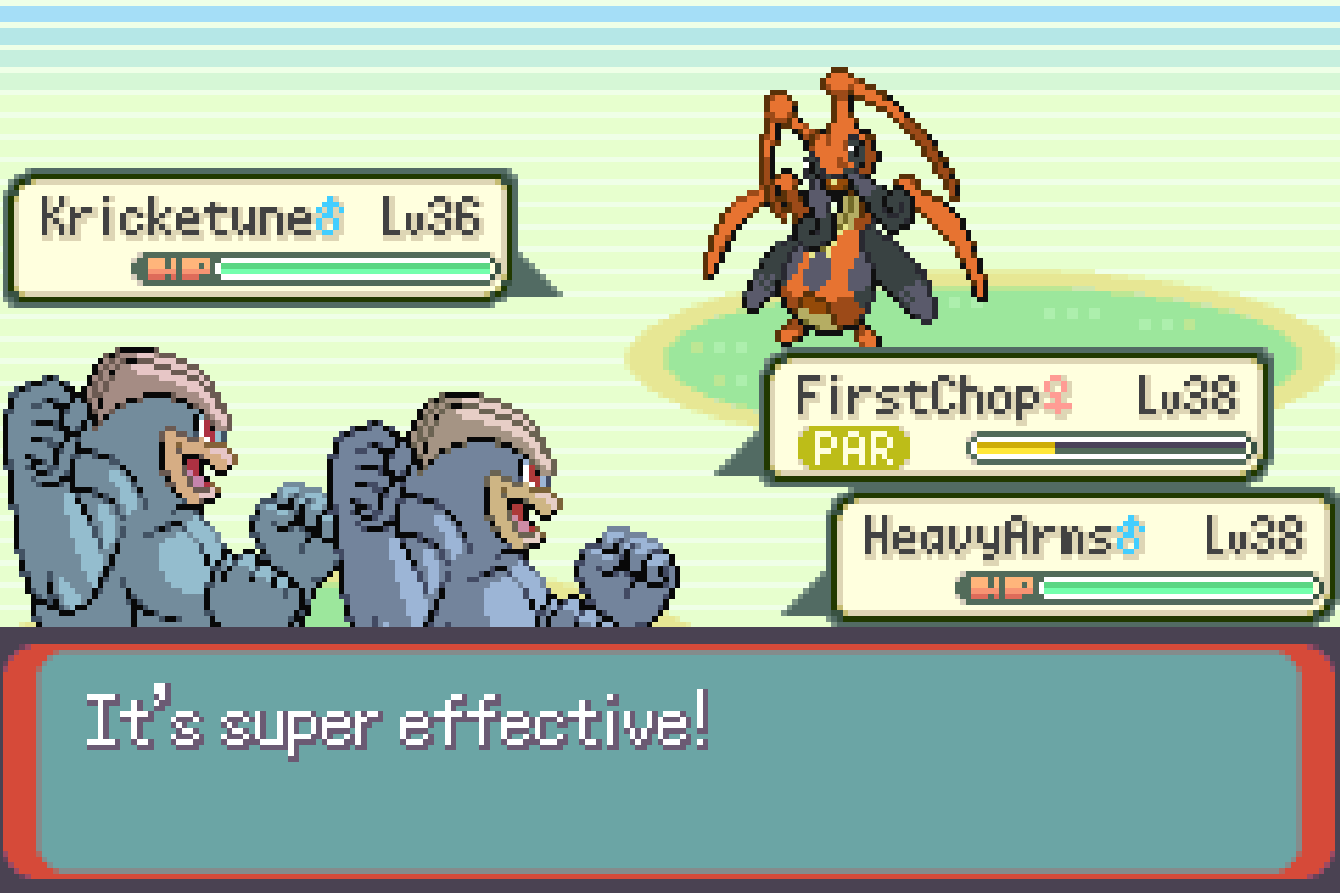 Kricketune♂ Lv36
HP
FirstChop♀ Lv38
PAR
HeavyArms♂ Lv38
HP
It's super effective!